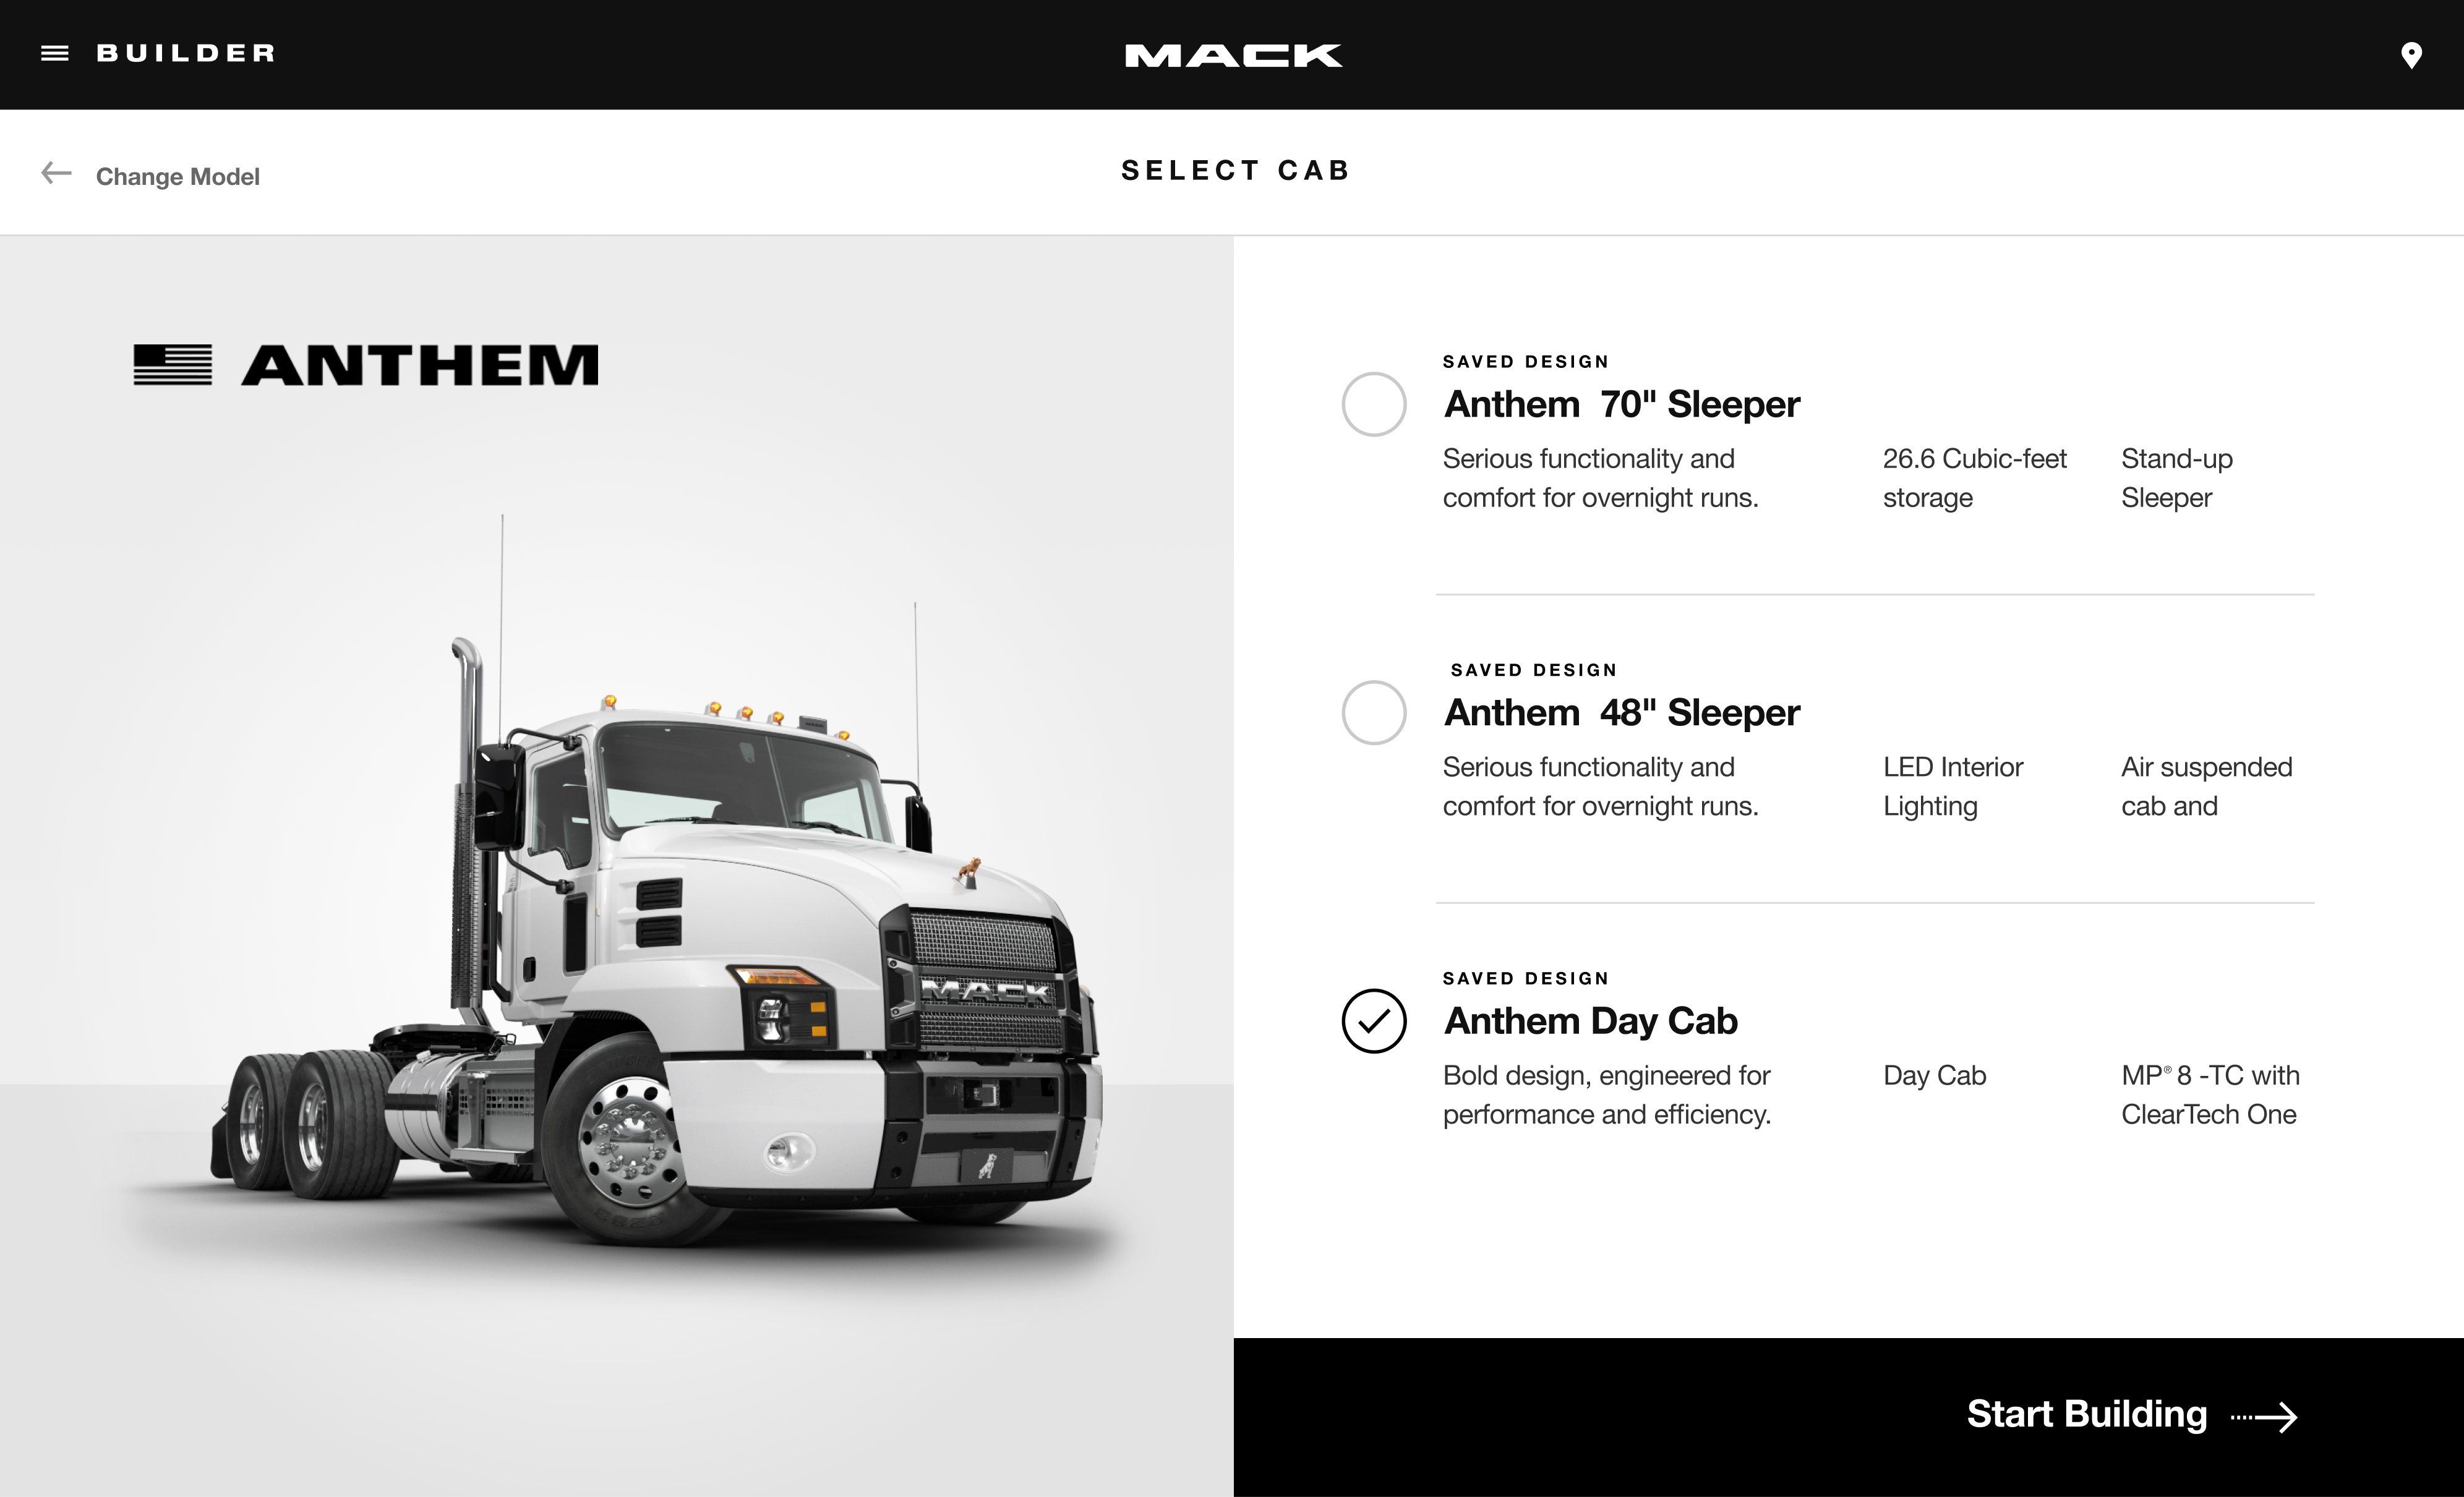 BUILDER
MACK
Change Model
SELECT CAB
ANTHEM
MACK
SAVED DESIGN
Anthem 70" Sleeper
Serious functionality and
comfort for overnight runs.
26.6 Cubic-feet
storage
Stand-up
Sleeper
SAVED DESIGN
Anthem 48" Sleeper
Serious functionality and
comfort for overnight runs.
LED Interior
Lighting
Air suspended
cab and
SAVED DESIGN
Anthem Day Cab
Bold design, engineered for
performance and efficiency.
Day Cab
MP® 8 -TC with
ClearTech One
Start Building